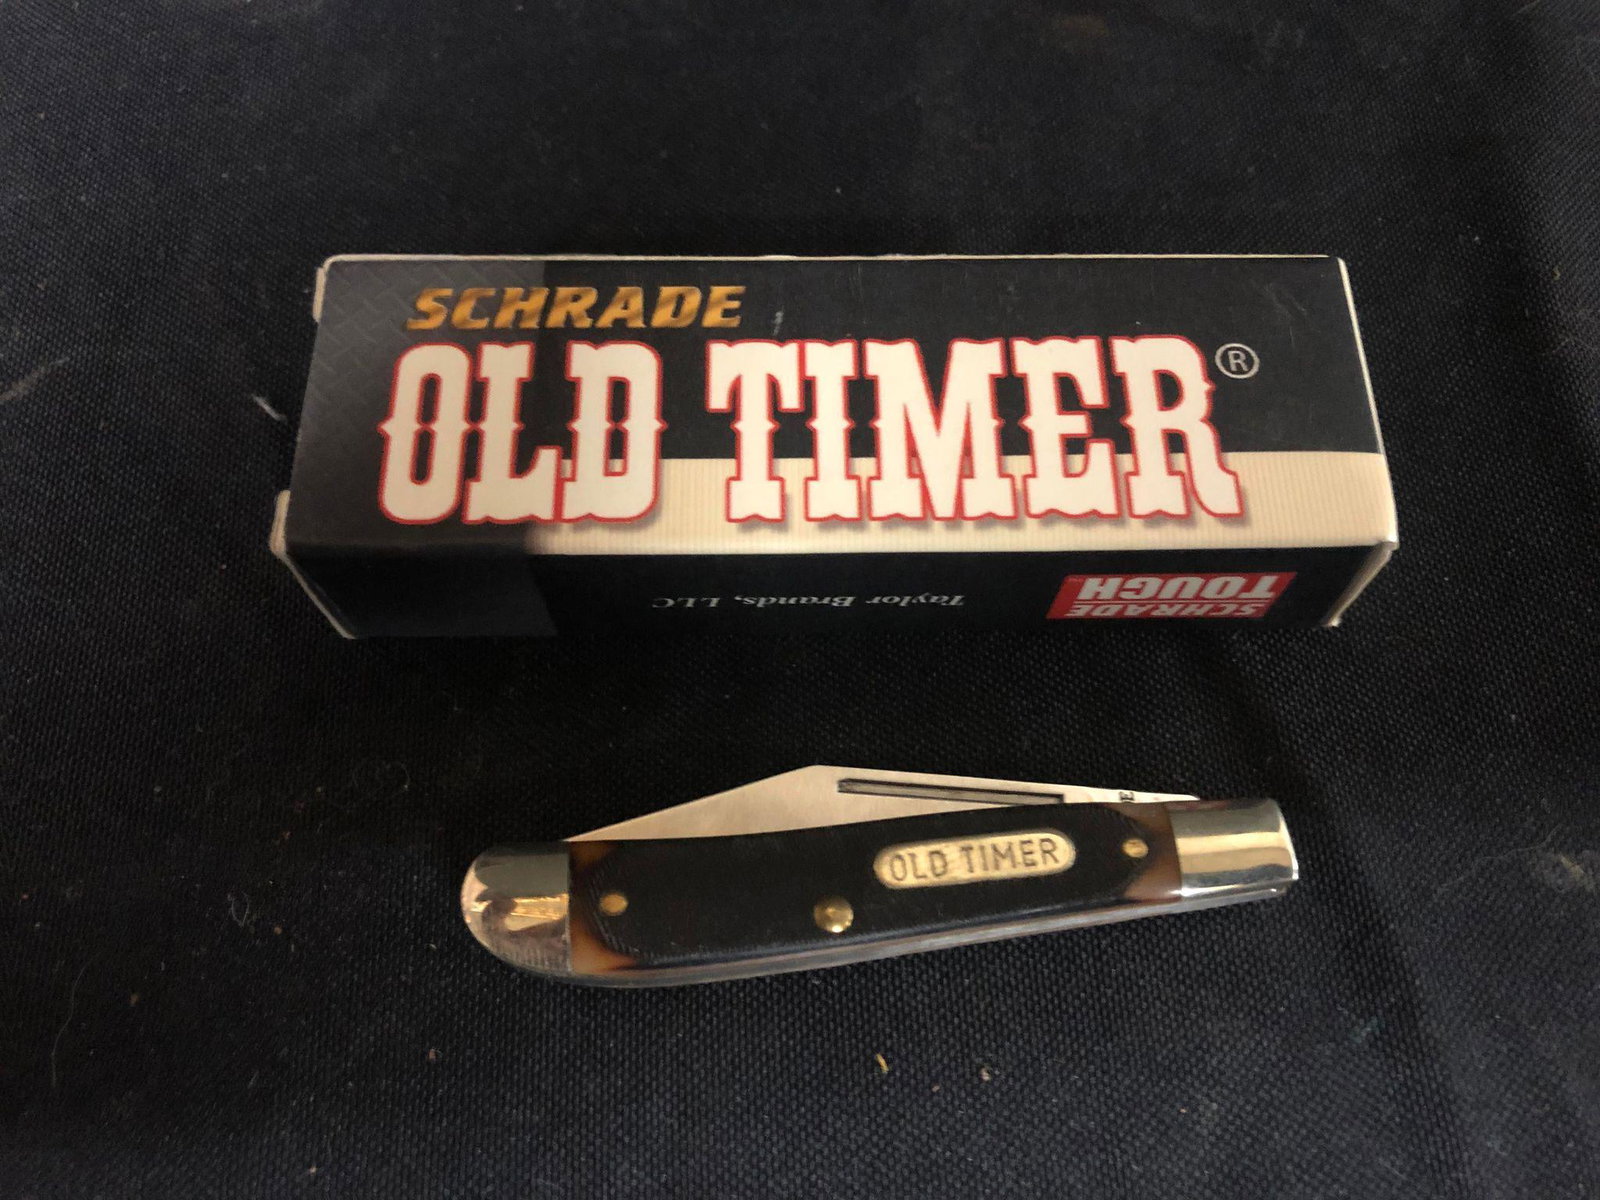 SCHRADE
OLD TIMER®
Taylor Brands, LLC
SCHRADE
TOUGH
OLD TIMER